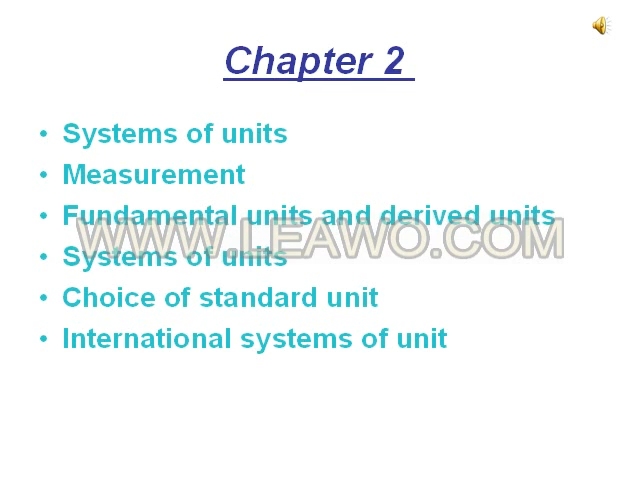 Chapter 2
• Systems of units
• Measurement
• Fundamental units and derived units
WWW.LEAWO.COM
• Systems of units
• Choice of standard unit
• International systems of unit